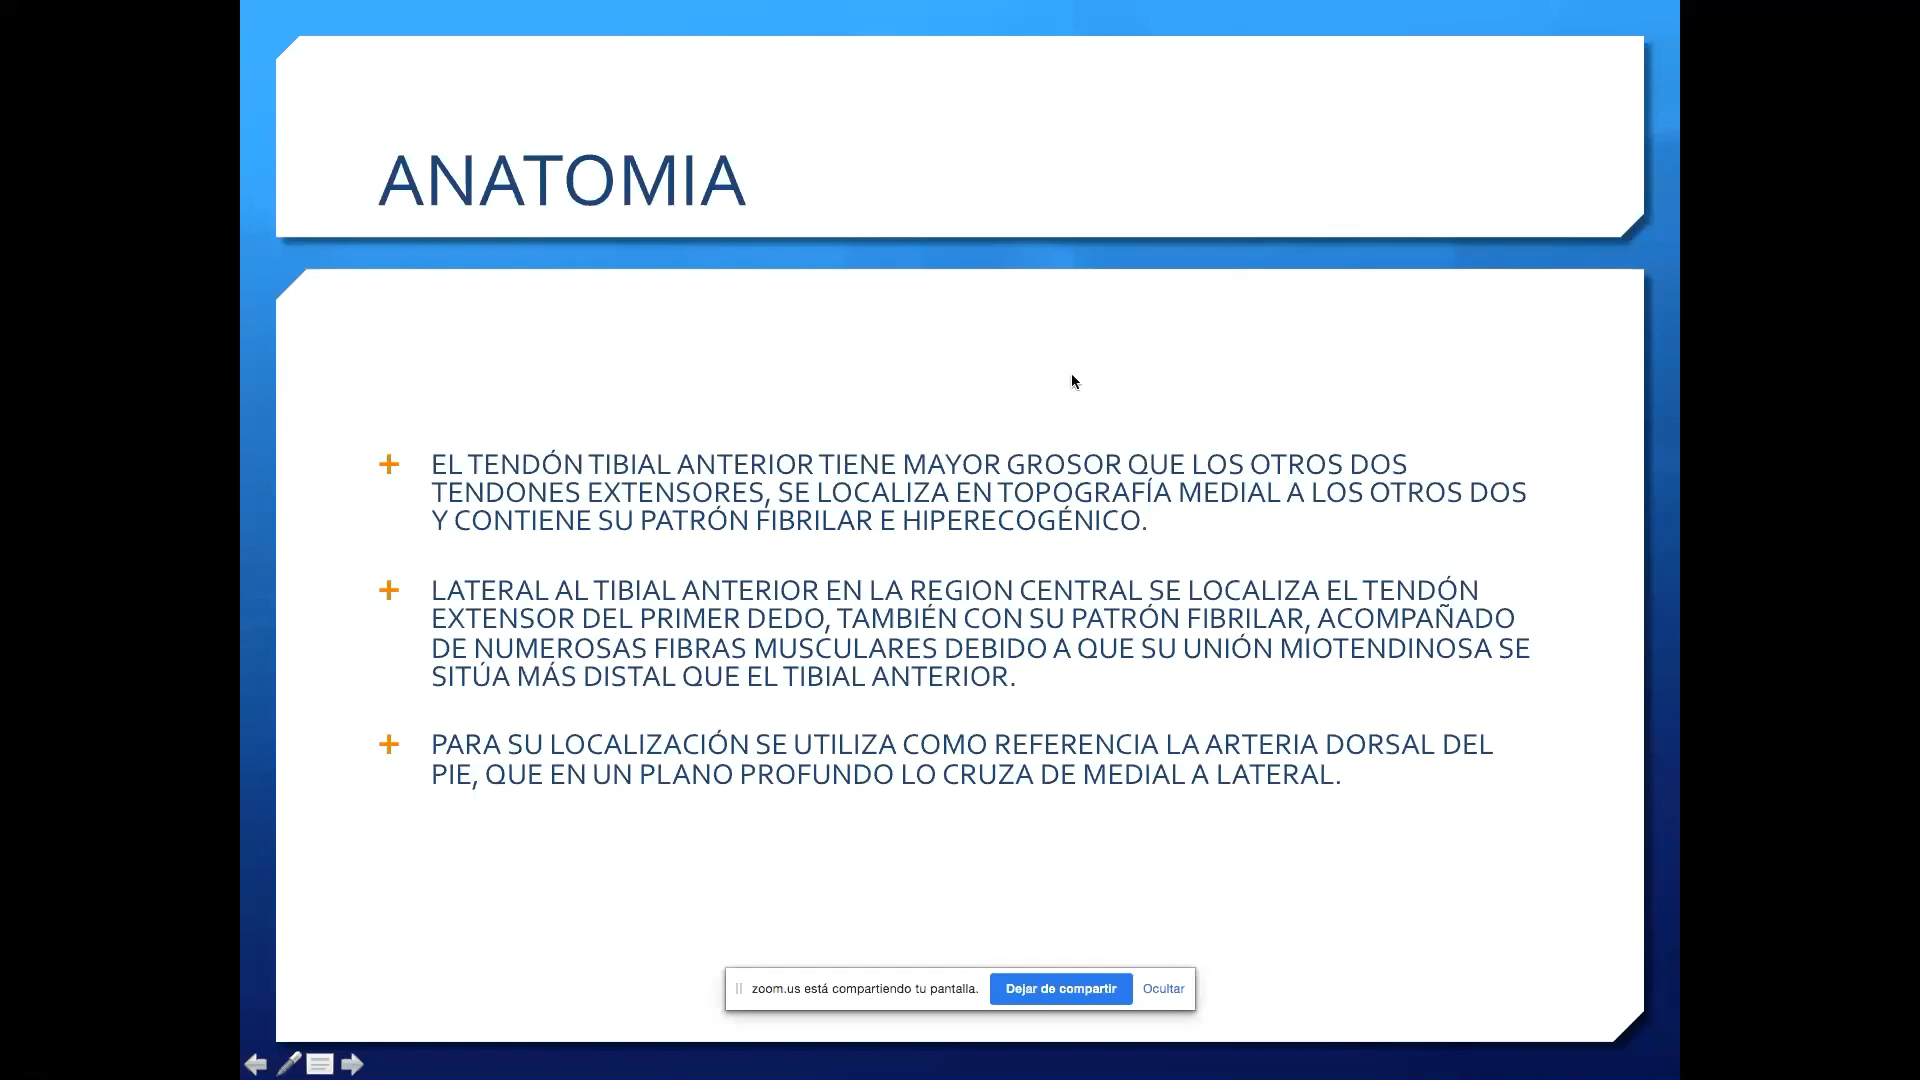 ANATOMIA
EL TENDÓN TIBIAL ANTERIOR TIENE MAYOR GROSOR QUE LOS OTROS DOS
TENDONES EXTENSORES, SE LOCALIZA EN TOPOGRAFÍA MEDIAL A LOS OTROS DOS
Y CONTIENE SU PATRÓN FIBRILAR E HIPERECOGÉNICO.
LATERAL AL TIBIAL ANTERIOR EN LA REGION CENTRAL SE LOCALIZA EL TENDÓN
EXTENSOR DEL PRIMER DEDO, TAMBIÉN CON SU PATRÓN FIBRILAR, ACOMPAÑADO
DE NUMEROSAS FIBRAS MUSCULARES DEBIDO A QUE SU UNIÓN MIOTENDINOSA SE
SITÚA MÁS DISTAL QUE EL TIBIAL ANTERIOR.
PARA SU LOCALIZACIÓN SE UTILIZA COMO REFERENCIA LA ARTERIA DORSAL DEL
PIE, QUE EN UN PLANO PROFUNDO LO CRUZA DE MEDIAL A LATERAL.
zoom.us está compartiendo tu pantalla. Dejar de compartir Ocultar